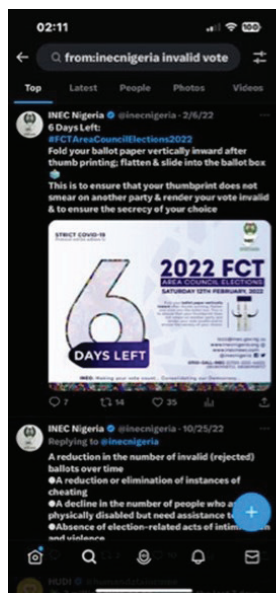 02:11
100
from:inecnigeria invalid vote
Top Latest People Photos Videos
INEC Nigeria @inecnigeria · 2/6/22
6 Days Left:
#FCTAreaCouncilElections2022
Fold your ballot paper vertically inward after
thumb printing; flatten & slide into the ballot box
This is to ensure that your thumbprint does not
smear on another party & render your vote invalid
& to ensure the secrecy of your choice
STRICT COVID-19
6
DAYS LEFT
2022 FCT
AREA COUNCIL ELECTIONS
SATURDAY 12TH FEBRUARY, 2022
7 14 35
INEC Nigeria @inecnigeria · 10/25/22
Replying to @inecnigeria
A reduction in the number of invalid (rejected)
ballots over time
●A reduction or elimination of instances of
cheating
●A decline in the number of people who
physically disabled but need assistance
●Absence of election-related acts of
and violence